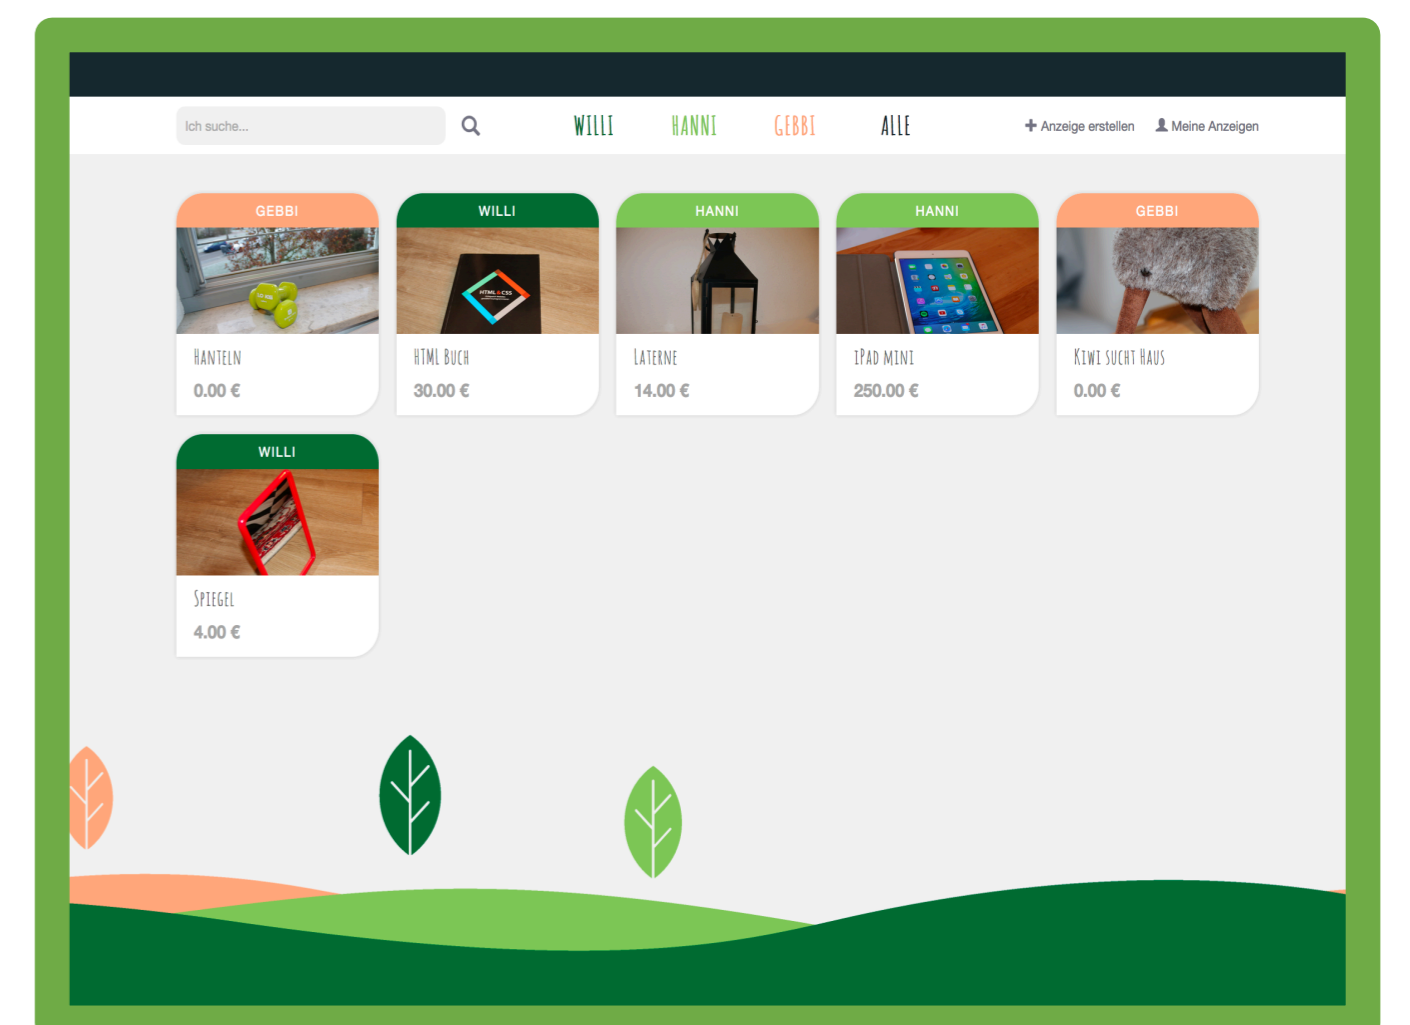 Ich suche...
WILLI
HANNI
GEBBI
ALLE
Anzeige erstellen
Meine Anzeigen
GEBBI
WILLI
HANNI
HANNI
GEBBI
HTML & CSS
Hanteln
HTML Buch
Laterne
iPad mini
Kiwi sucht Haus
0.00 €
30.00 €
14.00 €
250.00 €
0.00 €
WILLI
Spiegel
4.00 €